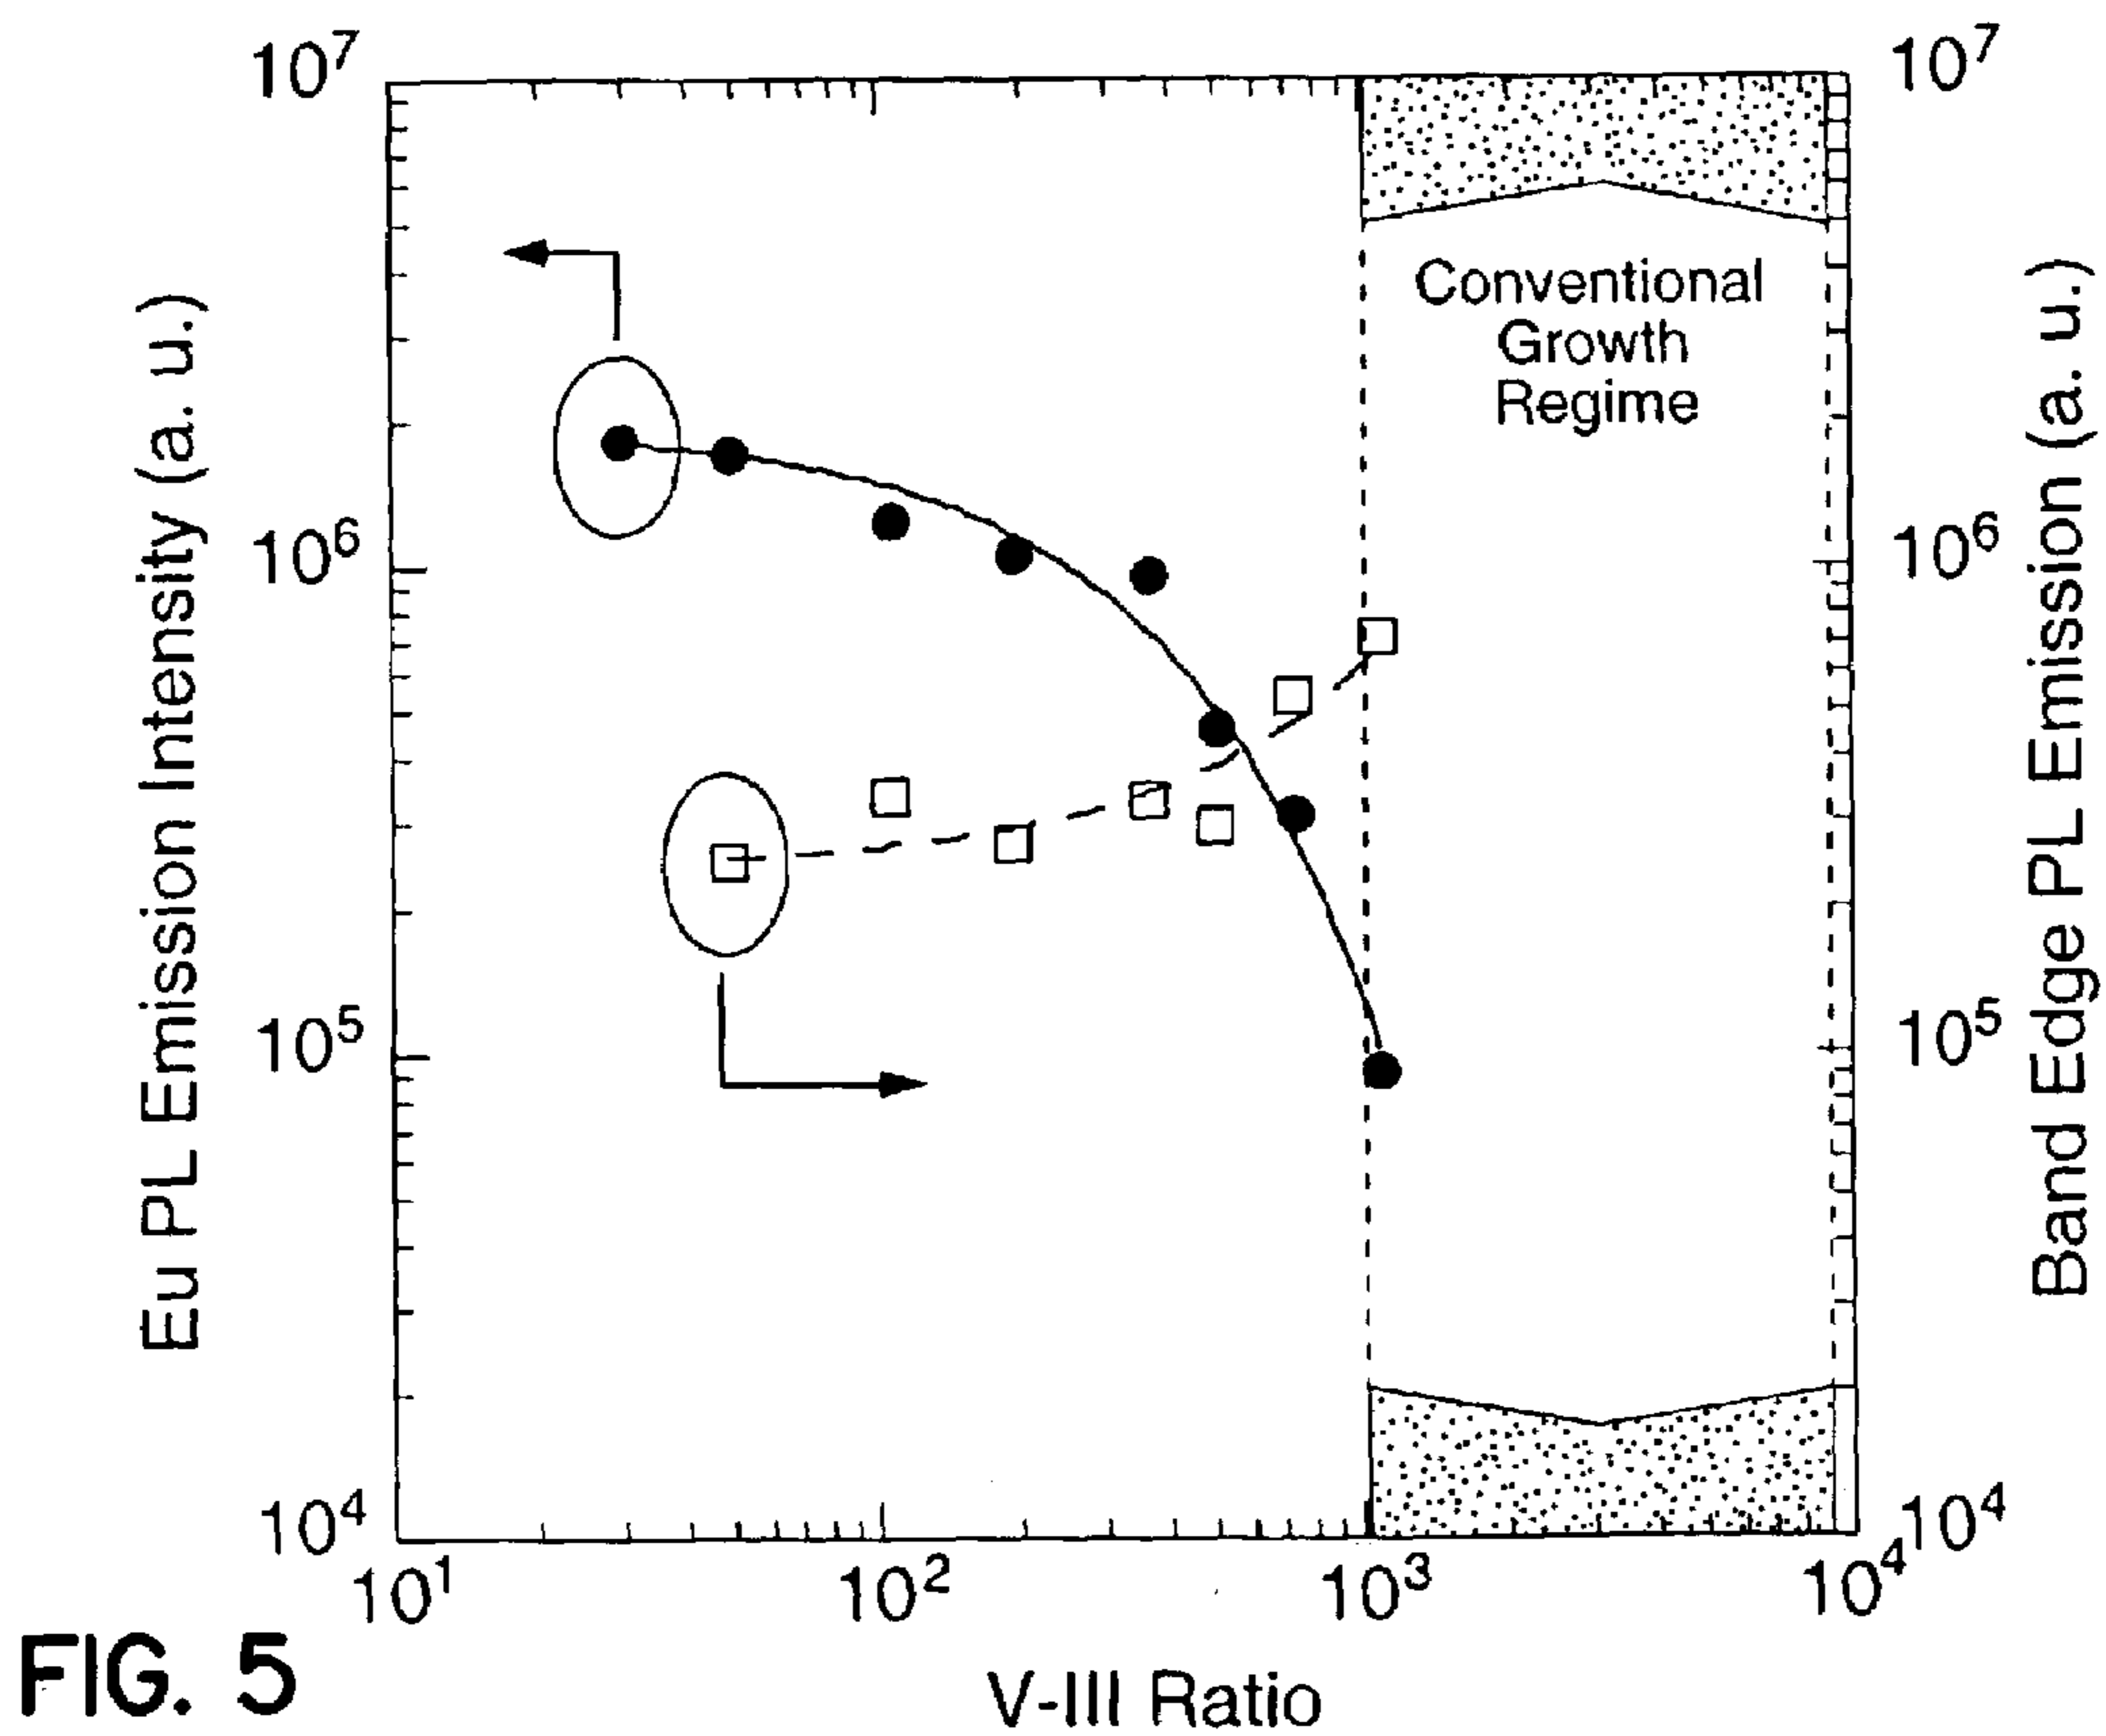 10⁷
10⁷
Conventional
Growth
Regime
10⁶
10⁶
Eu PL Emission Intensity (a. u.)
Band Edge PL Emission (a. u.)
10⁵
10⁵
10⁴
10⁴
10¹
10²
10³
10⁴
FIG. 5
V-III Ratio